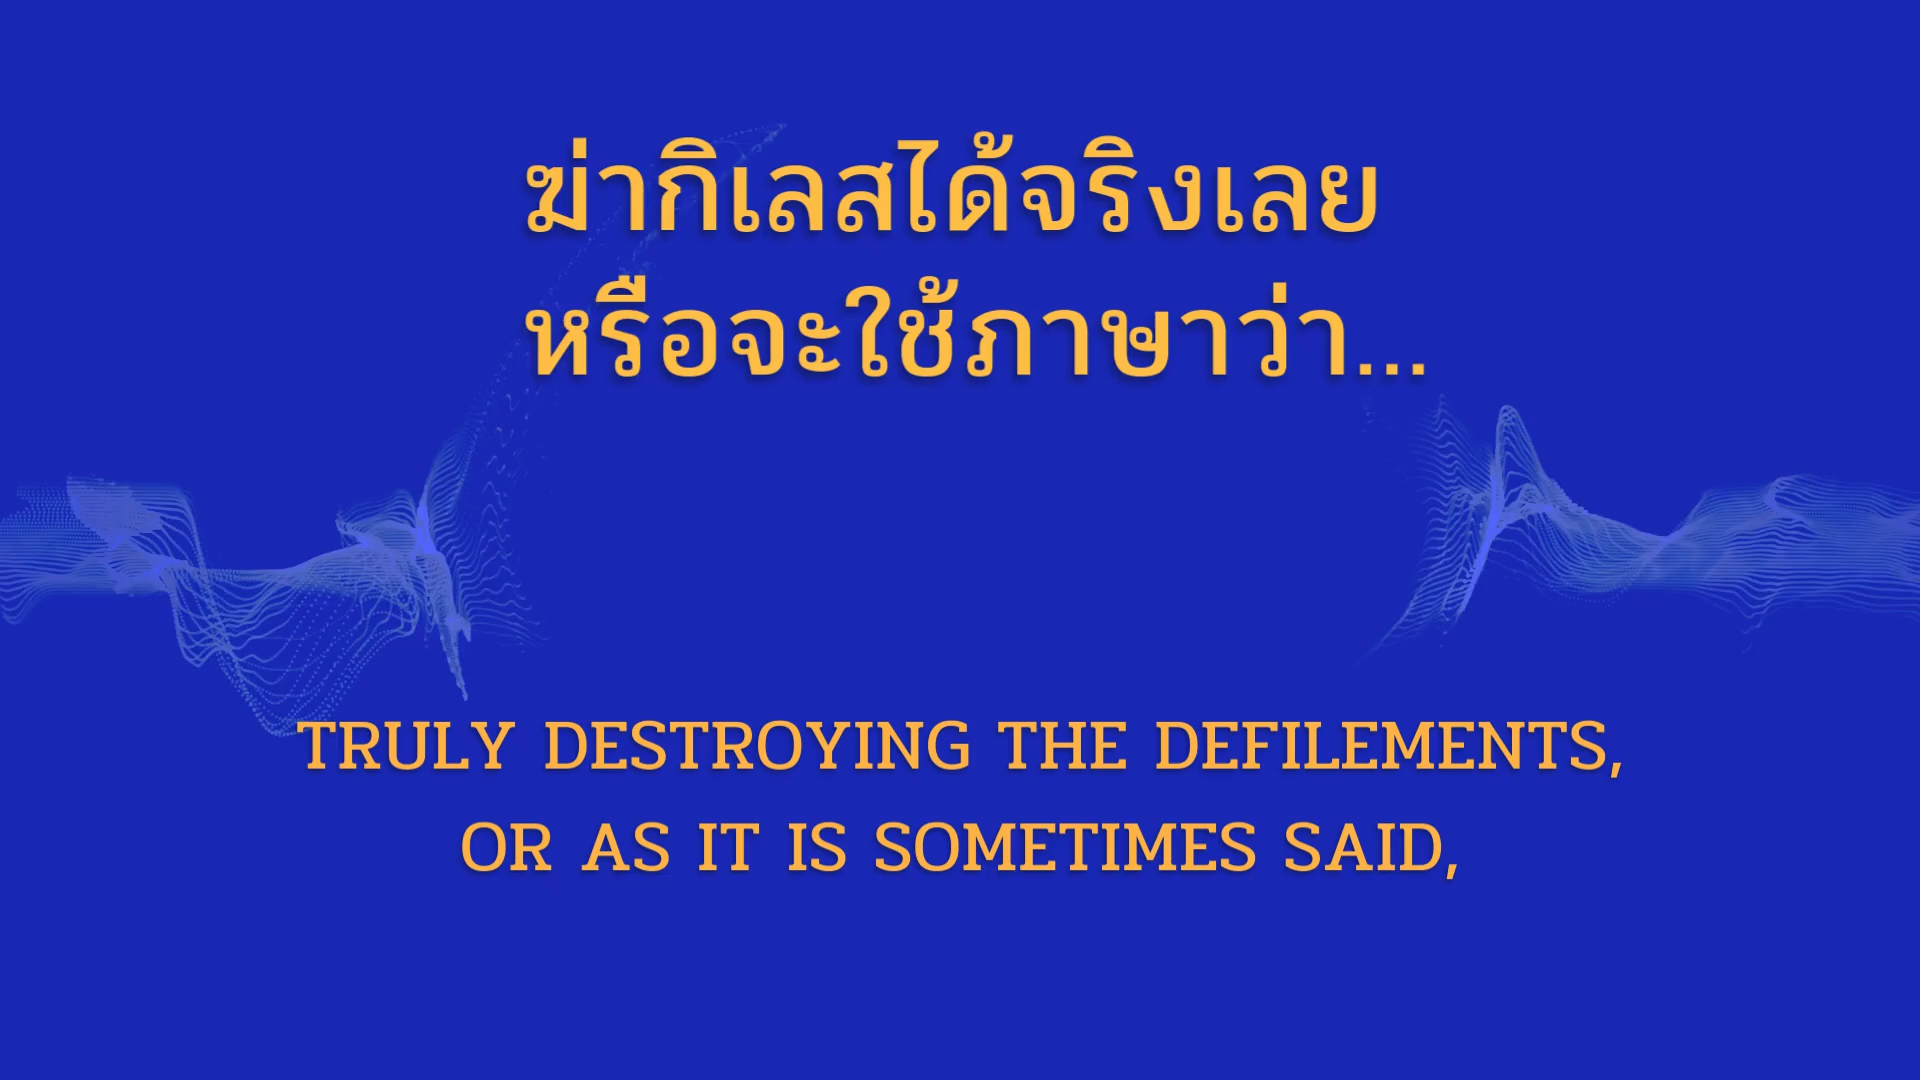 ฆ่ากิเลสได้จริงเลย
หรือจะใช้ภาษาว่า...
TRULY DESTROYING THE DEFILEMENTS,
OR AS IT IS SOMETIMES SAID,